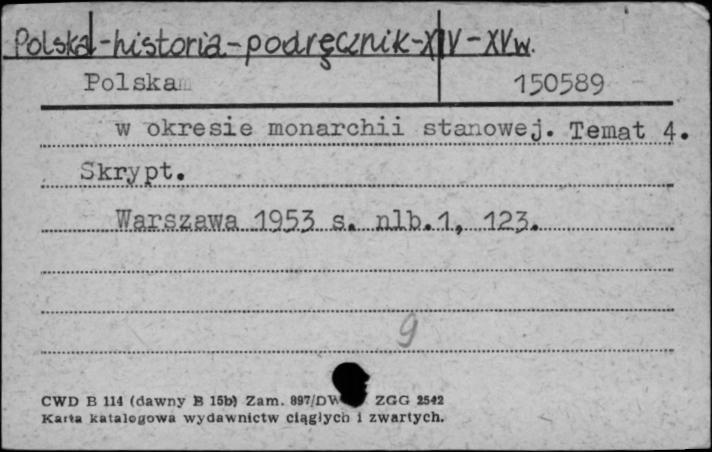 Polska-historia-podręcznik-XIV-XVw.
Polska 150589
w okresie monarchii stanowej. Temat 4.
Skrypt.
Warszawa 1953 s. nlb.1, 123.
9
CWD B 114 (dawny B 15b) Zam. 897/DW ZGG 2542
Karta katalogowa wydawnictw ciągłych i zwartych.